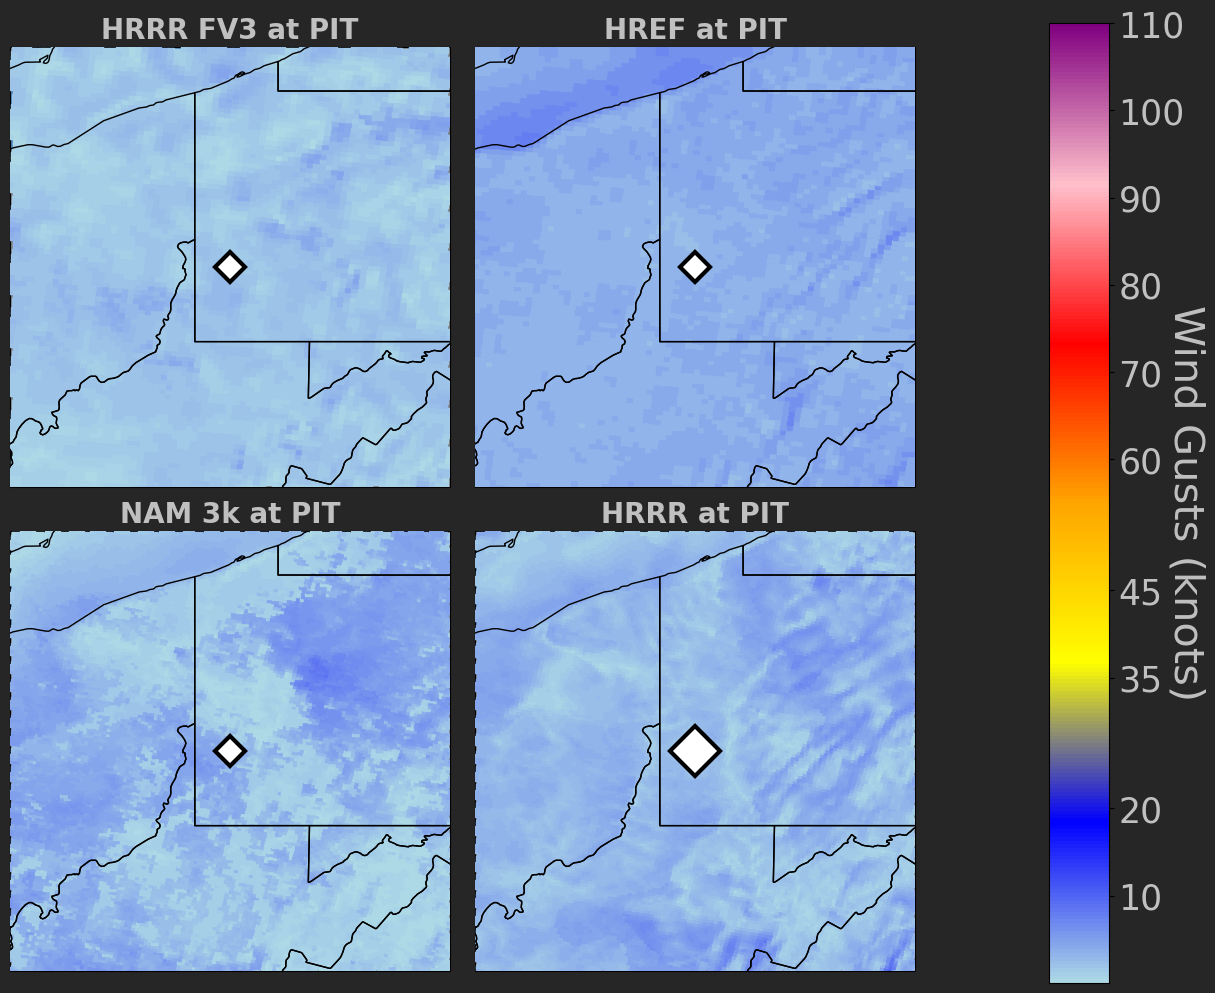 HRRR FV3 at PIT
HREF at PIT
NAM 3k at PIT
HRRR at PIT
110
100
90
80
70
60
45
35
20
10
Wind Gusts (knots)